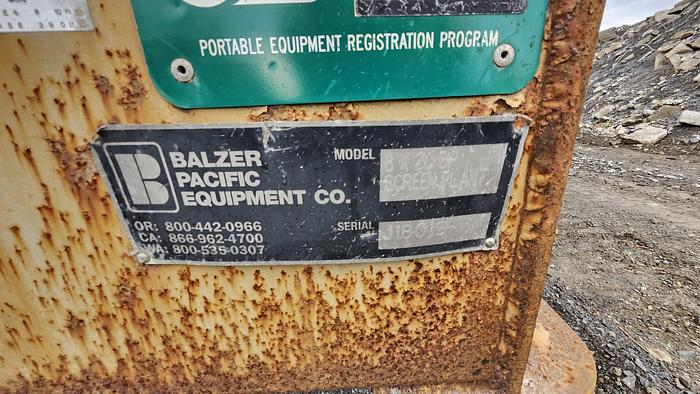 PORTABLE EQUIPMENT REGISTRATION PROGRAM
B
BALZER
PACIFIC
EQUIPMENT CO.
OR: 800-442-0966
CA: 866-962-4700
WA: 800-535-0307
MODEL
SCREEN PLANT
SERIAL